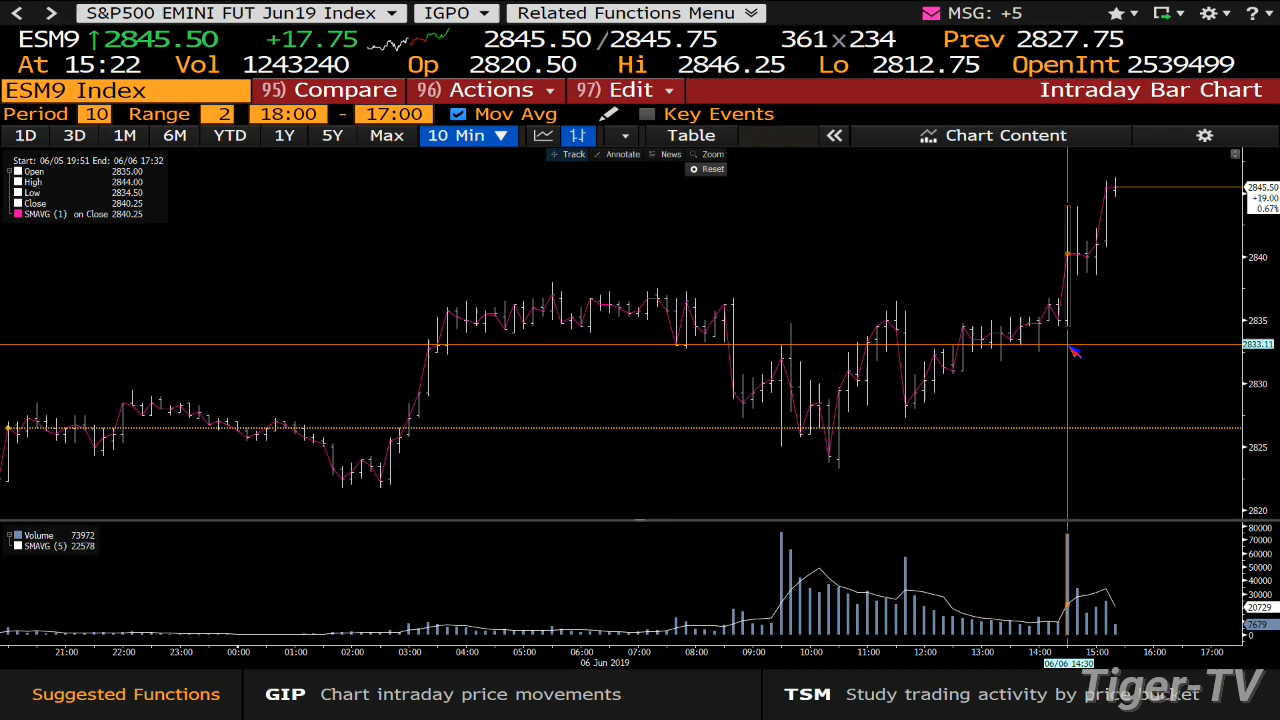 S&P500 EMINI FUT Jun19 Index IGPO Related Functions Menu MSG: +5 ?
ESM9 ↑2845.50 +17.75 2845.50/2845.75 361x234 Prev 2827.75
At 15:22 Vol 1243240 Op 2820.50 Hi 2846.25 Lo 2812.75 OpenInt 2539499
ESM9 Index 95) Compare 96) Actions 97) Edit Intraday Bar Chart
Period 10 Range 2 18:00 - 17:00 Mov Avg Key Events
1D 3D 1M 6M YTD 1Y 5Y Max 10 Min Table Chart Content
Track Annotate News Zoom
Reset
Start: 06/05 19:51 End: 06/06 17:32
Open 2835.00
High 2844.00
Low 2834.50
Close 2840.25
SMAVG (1) on Close 2840.25
2845.50
+19.00
0.67%
2840
2835
2833.11
2830
2825
2820
Volume 73972
SMAVG (5) 22578
80000
70000
60000
50000
40000
30000
20729
7679
0
21:00 22:00 23:00 00:00 01:00 02:00 03:00 04:00 05:00 06:00 07:00 08:00 09:00 10:00 11:00 12:00 13:00 14:00 15:00 16:00 17:00
06 Jun 2019 06/06 14:30
Suggested Functions GIP Chart intraday price movements TSM Study trading activity by price bucket
Tiger-TV